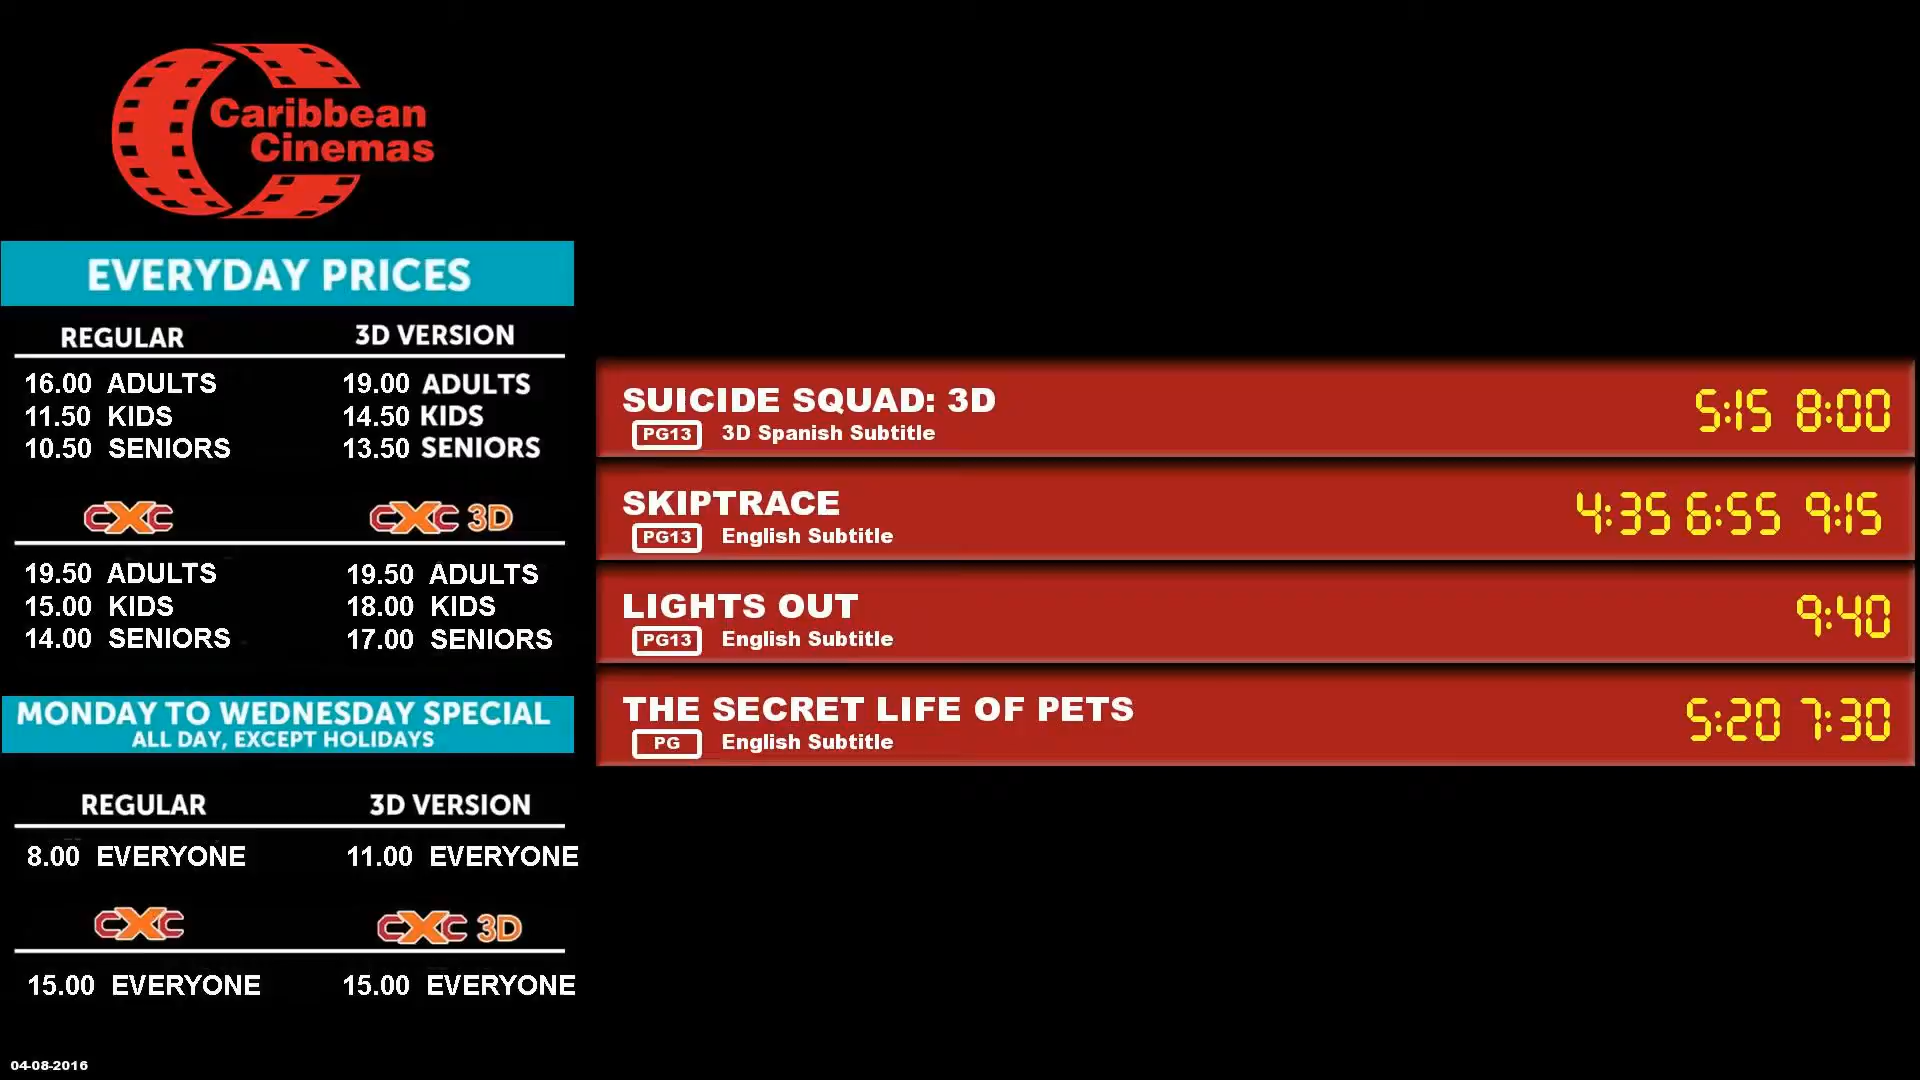 Caribbean
Cinemas
EVERYDAY PRICES
REGULAR 3D VERSION
16.00 ADULTS 19.00 ADULTS
11.50 KIDS 14.50 KIDS
10.50 SENIORS 13.50 SENIORS
CXC CXC 3D
19.50 ADULTS 19.50 ADULTS
15.00 KIDS 18.00 KIDS
14.00 SENIORS 17.00 SENIORS
MONDAY TO WEDNESDAY SPECIAL
ALL DAY, EXCEPT HOLIDAYS
REGULAR 3D VERSION
8.00 EVERYONE 11.00 EVERYONE
CXC CXC 3D
15.00 EVERYONE 15.00 EVERYONE
04-08-2016
SUICIDE SQUAD: 3D 5:15 8:00
PG13 3D Spanish Subtitle
SKIPTRACE 4:35 6:55 9:15
PG13 English Subtitle
LIGHTS OUT 9:40
PG13 English Subtitle
THE SECRET LIFE OF PETS 5:20 7:30
PG English Subtitle